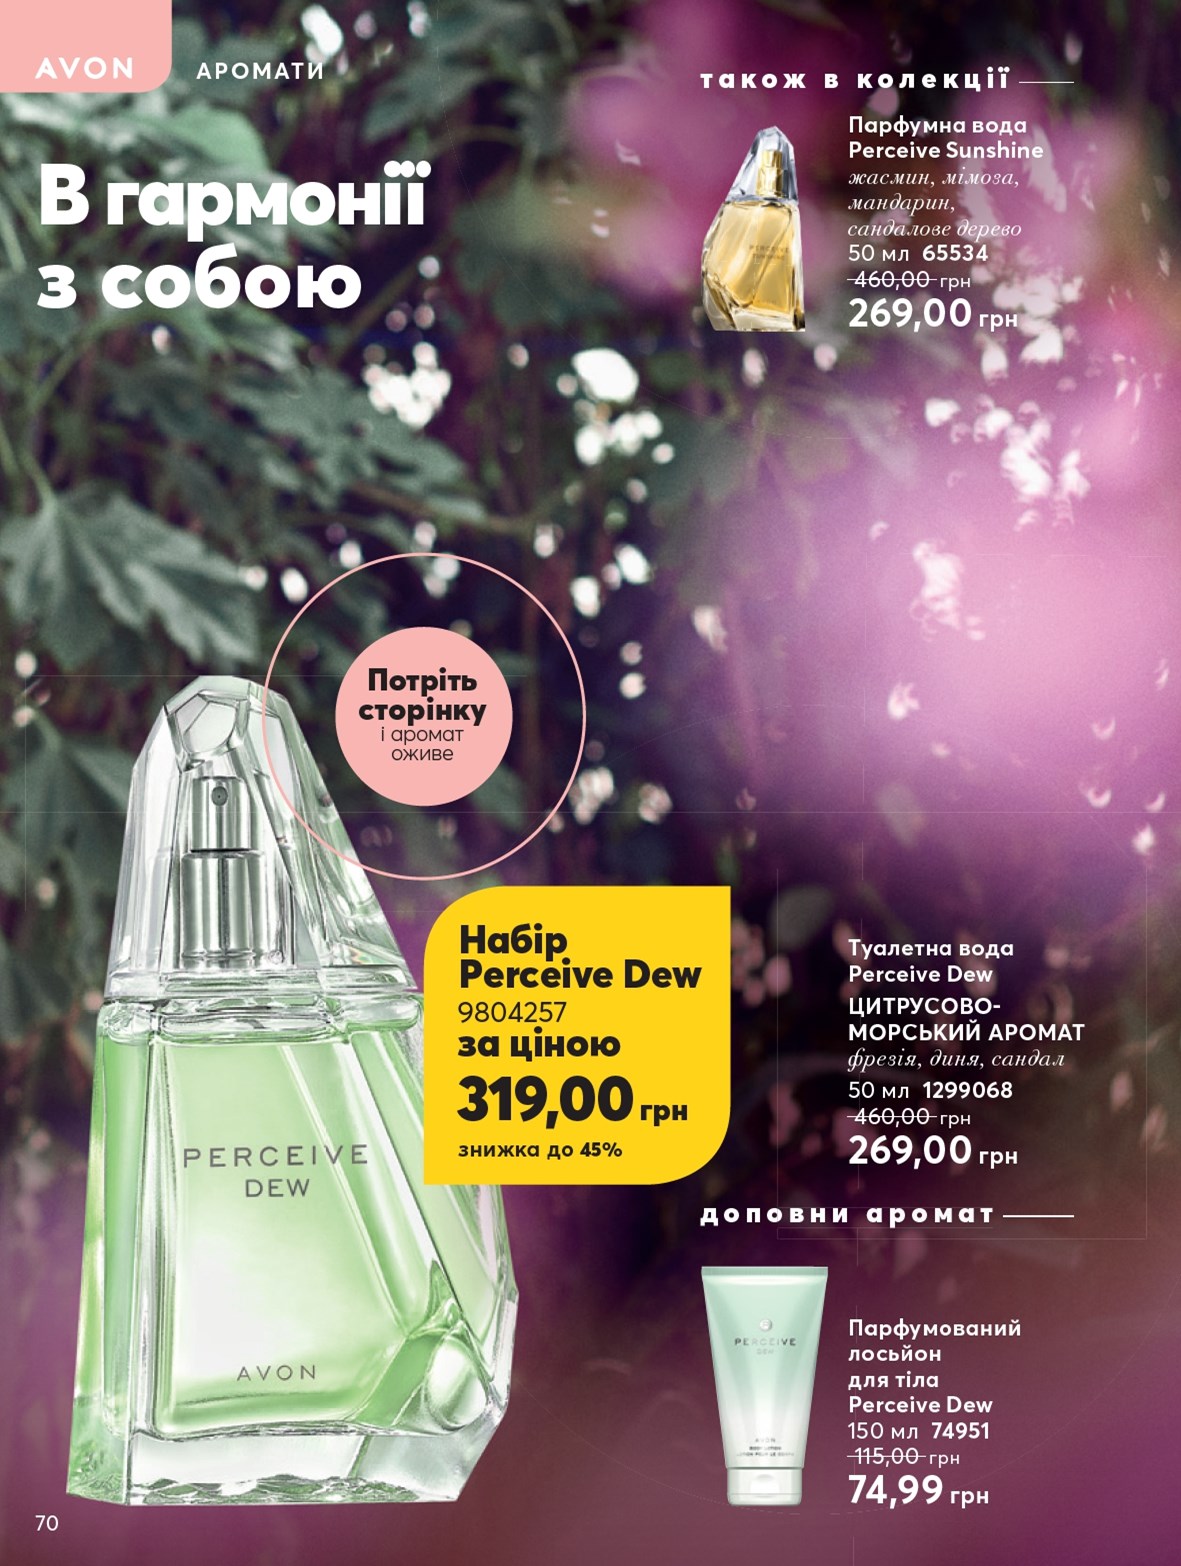 AVON
АРОМАТИ
В гармонії
з собою
також в колекції
Парфумна вода
Perceive Sunshine
жасмин, мімоза,
мандарин,
сандалове дерево
50 мл 65534
460,00 грн
269,00 грн
PERCEIVE
Потріть
сторінку
і аромат
оживе
Набір
Perceive Dew
9804257
за ціною
319,00 грн
знижка до 45%
Туалетна вода
Perceive Dew
ЦИТРУСОВО-
МОРСЬКИЙ АРОМАТ
фрезія, диня, сандал
50 мл 1299068
460,00 грн
269,00 грн
PERCEIVE
DEW
AVON
доповни аромат
PERCEIVE
DEW
AVON
BODY LOTION
Парфумований
лосьйон
для тіла
Perceive Dew
150 мл 74951
115,00 грн
74,99 грн
70